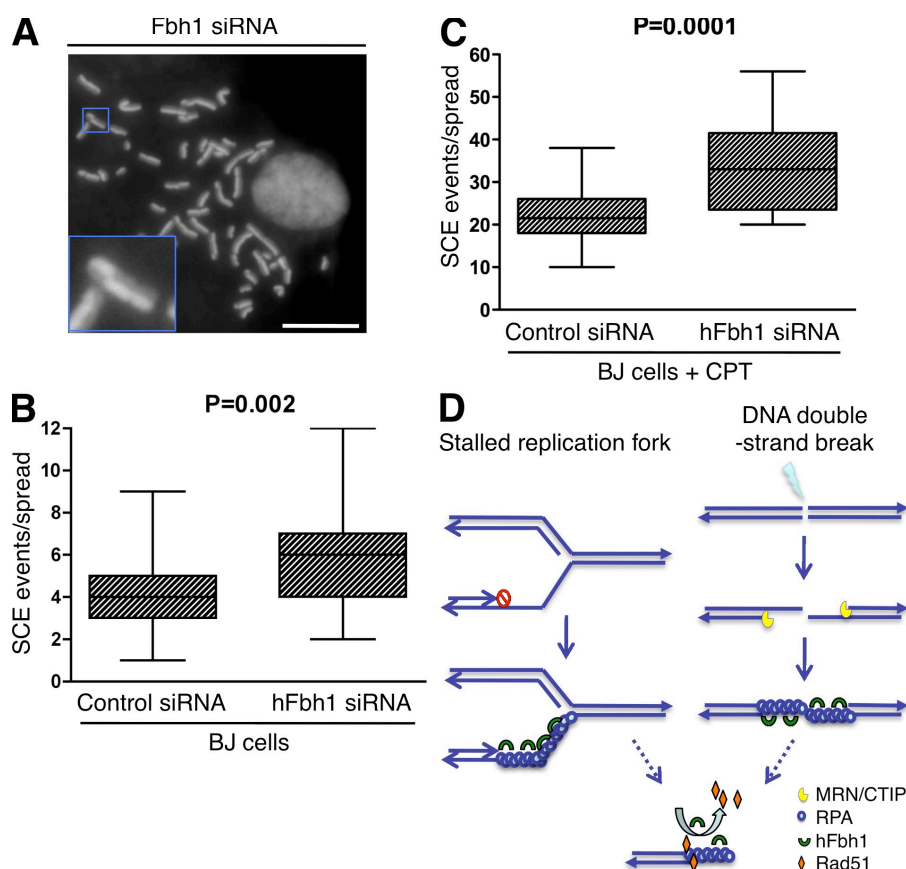 A
Fbh1 siRNA
B
P=0.002
SCE events/spread
12
10
8
6
4
2
0
Control siRNA
hFbh1 siRNA
BJ cells
C
P=0.0001
SCE events/spread
60
50
40
30
20
10
0
Control siRNA
hFbh1 siRNA
BJ cells + CPT
D
Stalled replication fork
DNA double
-strand break
MRN/CTIP
RPA
hFbh1
Rad51